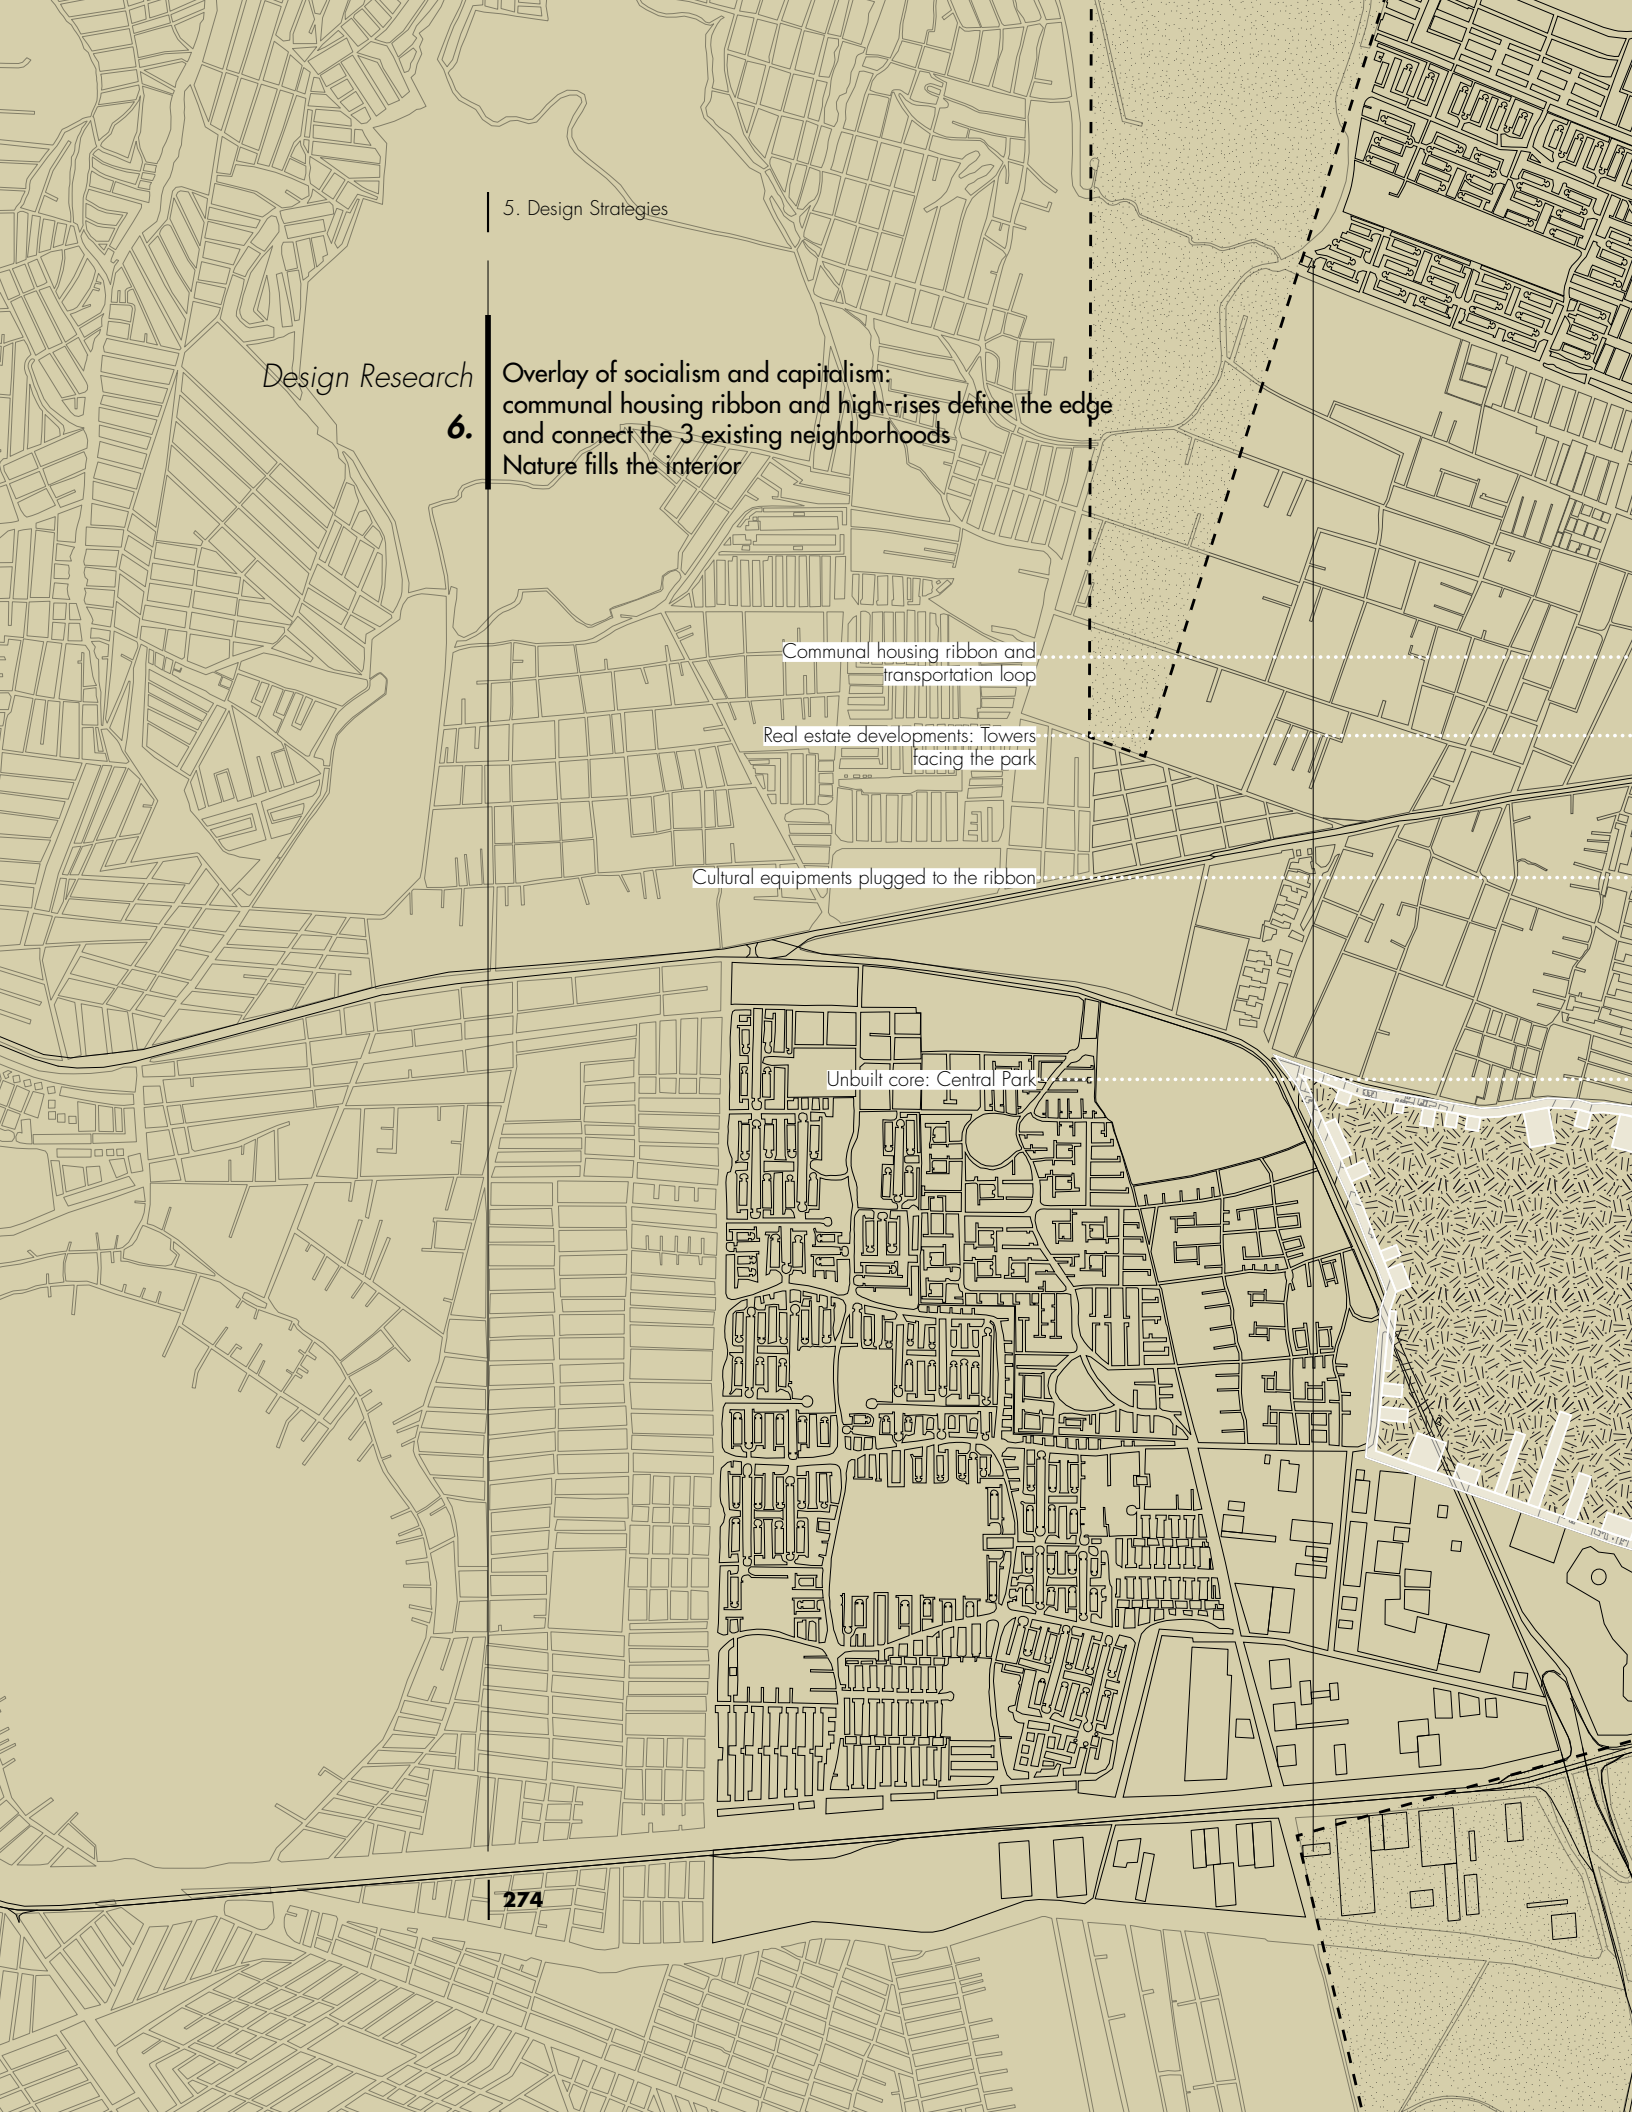 5. Design Strategies
Design Research
6.
Overlay of socialism and capitalism:
communal housing ribbon and high-rises define the edge
and connect the 3 existing neighborhoods
Nature fills the interior
Communal housing ribbon and
transportation loop
Real estate developments: Towers
facing the park
Cultural equipments plugged to the ribbon
Unbuilt core: Central Park
274